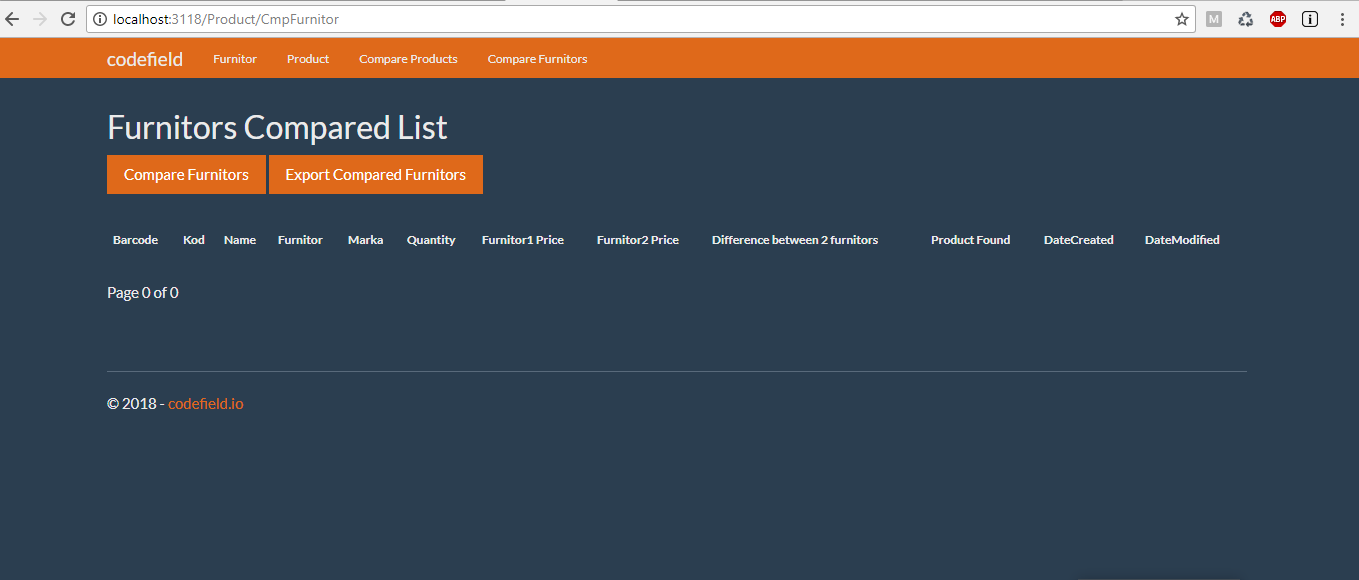 localhost:3118/Product/CmpFurnitor
M
ABP
codefield Furnitor Product Compare Products Compare Furnitors
Furnitors Compared List
Compare Furnitors Export Compared Furnitors
Barcode Kod Name Furnitor Marka Quantity Furnitor1 Price Furnitor2 Price Difference between 2 furnitors Product Found DateCreated DateModified
Page 0 of 0
© 2018 - codefield.io